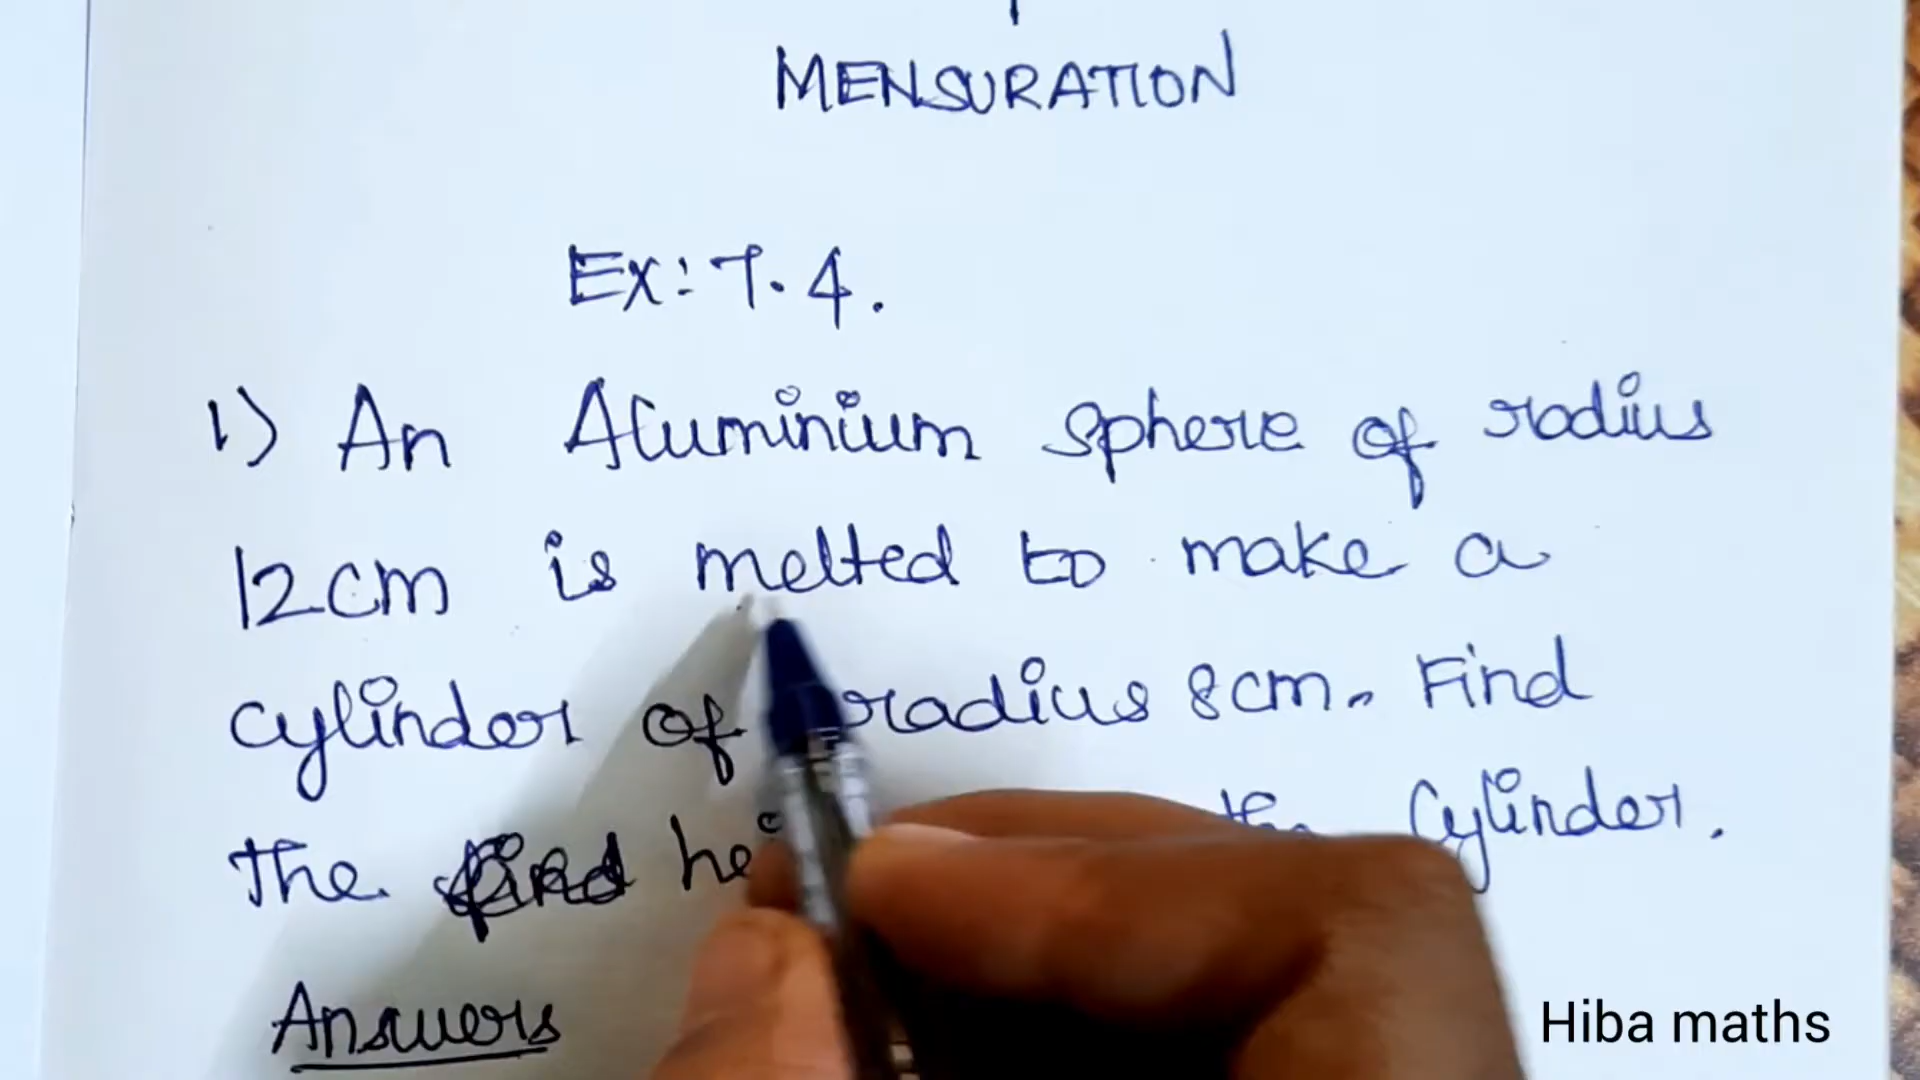 MENSURATION
Ex: 7.4.
1) An Aluminium sphere of radius
12cm is melted to make a
cylinder of radius 8cm. Find
the find the cylinder.
Answers
Hiba maths